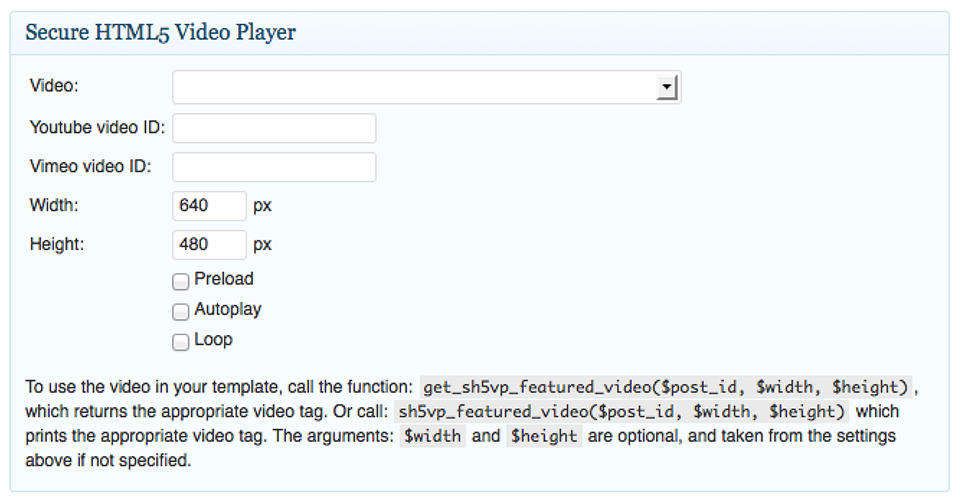 Secure HTML5 Video Player
Video:
Youtube video ID:
Vimeo video ID:
Width: 640 px
Height: 480 px
Preload
Autoplay
Loop
To use the video in your template, call the function: get_sh5vp_featured_video($post_id, $width, $height) ,
which returns the appropriate video tag. Or call: sh5vp_featured_video($post_id, $width, $height) which
prints the appropriate video tag. The arguments: $width and $height are optional, and taken from the settings
above if not specified.